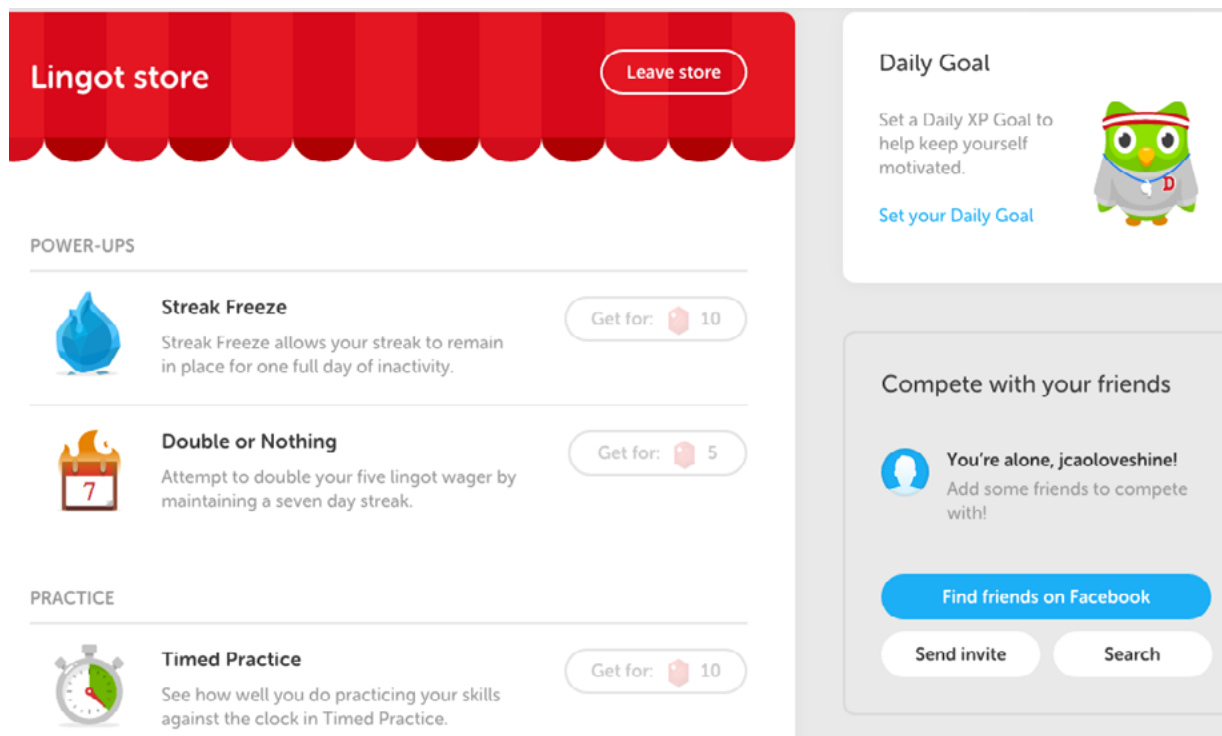 Lingot store
Leave store
POWER-UPS
Streak Freeze
Get for: 10
Streak Freeze allows your streak to remain
in place for one full day of inactivity.
7
Double or Nothing
Get for: 5
Attempt to double your five lingot wager by
maintaining a seven day streak.
PRACTICE
Timed Practice
Get for: 10
See how well you do practicing your skills
against the clock in Timed Practice.
Daily Goal
Set a Daily XP Goal to
help keep yourself
motivated.
Set your Daily Goal
D
Compete with your friends
You're alone, jcaoloveshine!
Add some friends to compete
with!
Find friends on Facebook
Send invite
Search